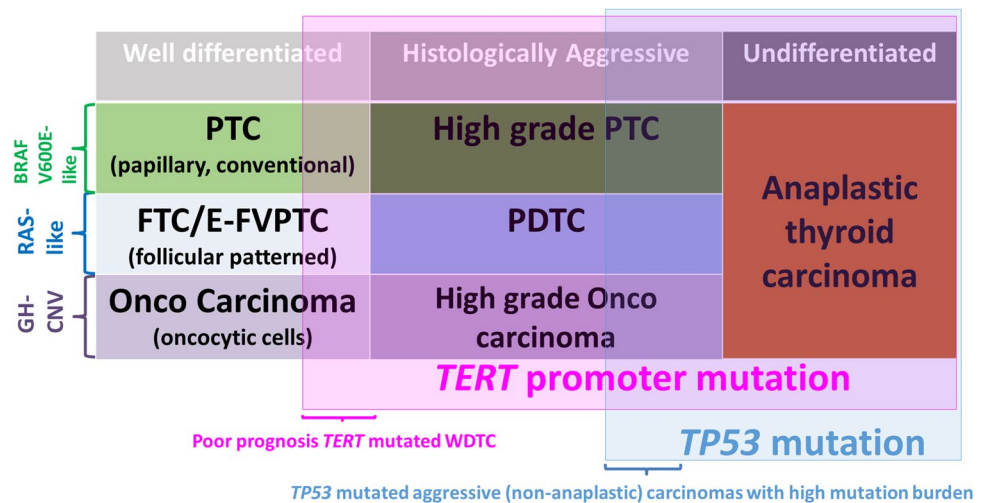 Well differentiated
Histologically Aggressive
Undifferentiated
BRAF
V600E-
like
PTC
(papillary, conventional)
High grade PTC
Anaplastic
thyroid
carcinoma
RAS-
like
FTC/E-FVPTC
(follicular patterned)
PDTC
GH-
CNV
Onco Carcinoma
(oncocytic cells)
High grade Onco
carcinoma
TERT promoter mutation
Poor prognosis TERT mutated WDTC
TP53 mutation
TP53 mutated aggressive (non-anaplastic) carcinomas with high mutation burden